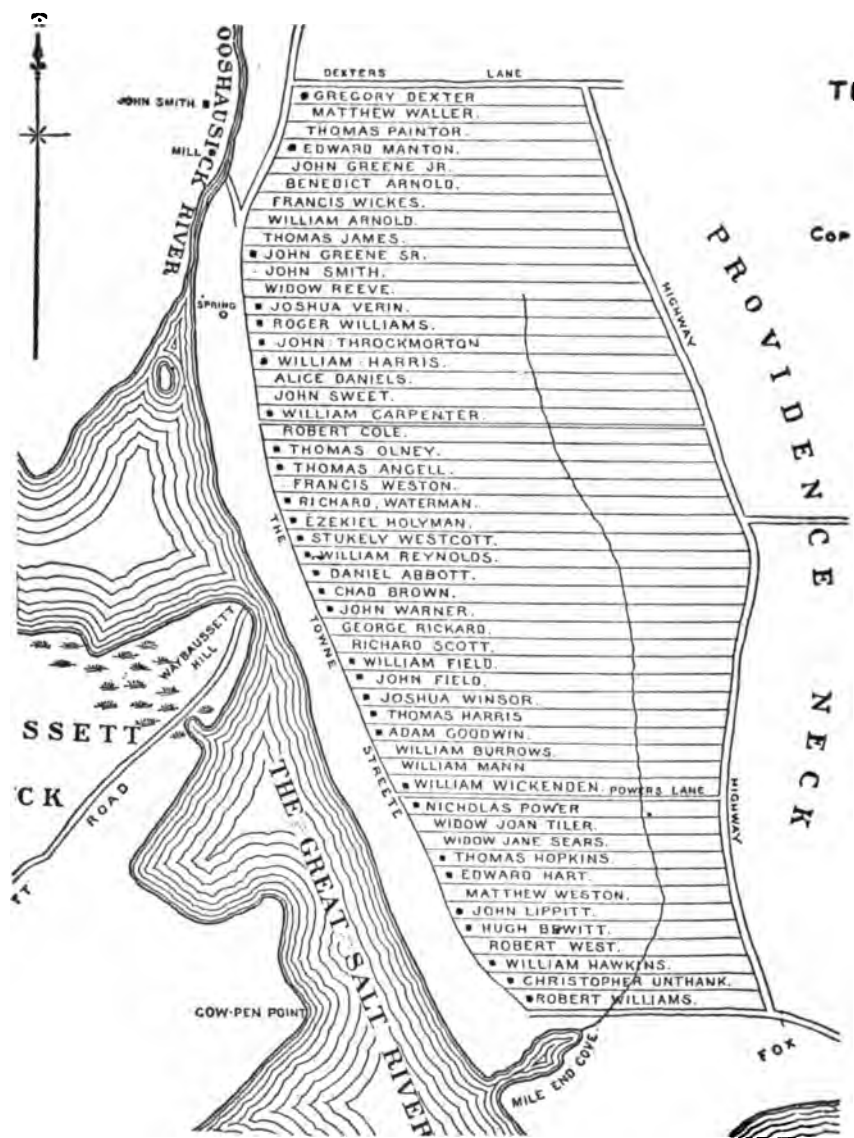 DEXTERS LANE
GREGORY DEXTER
MATTHEW WALLER.
THOMAS PAINTOR.
EDWARD MANTON.
JOHN GREENE JR.
BENEDICT ARNOLD.
FRANCIS WICKES.
WILLIAM ARNOLD.
THOMAS JAMES.
JOHN GREENE SR.
JOHN SMITH.
WIDOW REEVE.
JOSHUA VERIN.
ROGER WILLIAMS.
JOHN THROCKMORTON
WILLIAM HARRIS.
ALICE DANIELS.
JOHN SWEET.
WILLIAM CARPENTER.
ROBERT COLE.
THOMAS OLNEY.
THOMAS ANGELL.
FRANCIS WESTON.
RICHARD WATERMAN.
EZEKIEL HOLYMAN.
STUKELY WESTCOTT.
WILLIAM REYNOLDS.
DANIEL ABBOTT.
CHAD BROWN.
JOHN WARNER.
GEORGE RICKARD.
RICHARD SCOTT.
WILLIAM FIELD.
JOHN FIELD.
JOSHUA WINSOR.
THOMAS HARRIS
ADAM GOODWIN.
WILLIAM BURROWS.
WILLIAM MANN
WILLIAM WICKENDEN. POWERS LANE
NICHOLAS POWER
WIDOW JOAN TILER.
WIDOW JANE SEARS.
THOMAS HOPKINS.
EDWARD HART.
MATTHEW WESTON.
JOHN LIPPITT.
HUGH BEWITT.
ROBERT WEST.
WILLIAM HAWKINS.
CHRISTOPHER UNTHANK.
ROBERT WILLIAMS.
OOSHAUSICK RIVER
JOHN SMITH
MILL
SPRING
THE TOWNE STREETE
HIGHWAY
HIGHWAY
PROVIDENCE NECK
COP
WAYBAUSSETT
HILL
SSETT
CK
ROAD
THE GREAT SALT RIVER
COW-PEN POINT
MILE END COVE.
FOX